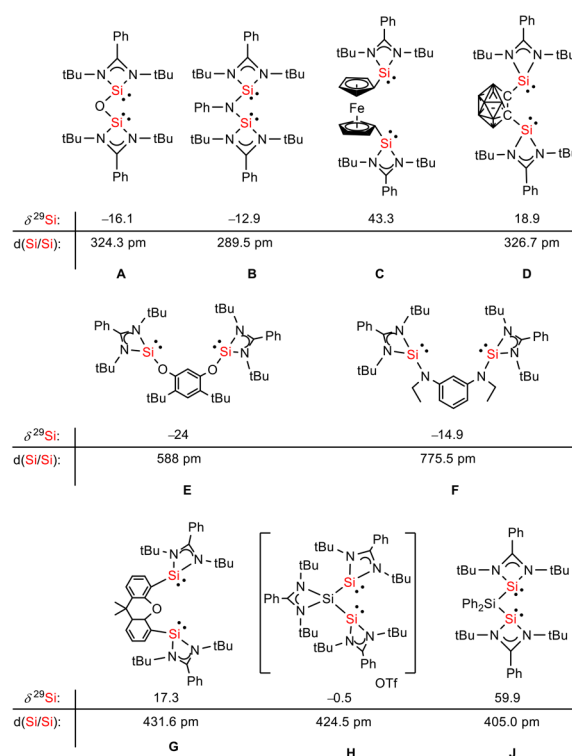 Ph Ph Ph Ph
tBu N N tBu tBu N N tBu tBu N N tBu tBu N N tBu
Si Si Si Si
O Ph N Fe C C
Si Si Si Si
tBu N N tBu tBu N N tBu tBu N N tBu tBu N N tBu
Ph Ph Ph Ph
δ²⁹Si: –16.1 –12.9 43.3 18.9
d(Si/Si): 324.3 pm 289.5 pm 326.7 pm
A B C D
tBu tBu tBu tBu
Ph N N Ph Ph N N Ph
N Si Si N N Si Si N
tBu O O tBu tBu N N tBu
tBu tBu
δ²⁹Si: –24 –14.9
d(Si/Si): 588 pm 775.5 pm
E F
Ph Ph Ph
tBu N N tBu tBu tBu N N tBu tBu N N tBu
Si N Si Si
O Ph Si Ph₂Si
Si N Si Si
tBu N N tBu tBu tBu N N tBu tBu N N tBu
Ph Ph Ph
OTf
δ²⁹Si: 17.3 –0.5 59.9
d(Si/Si): 431.6 pm 424.5 pm 405.0 pm
G H J